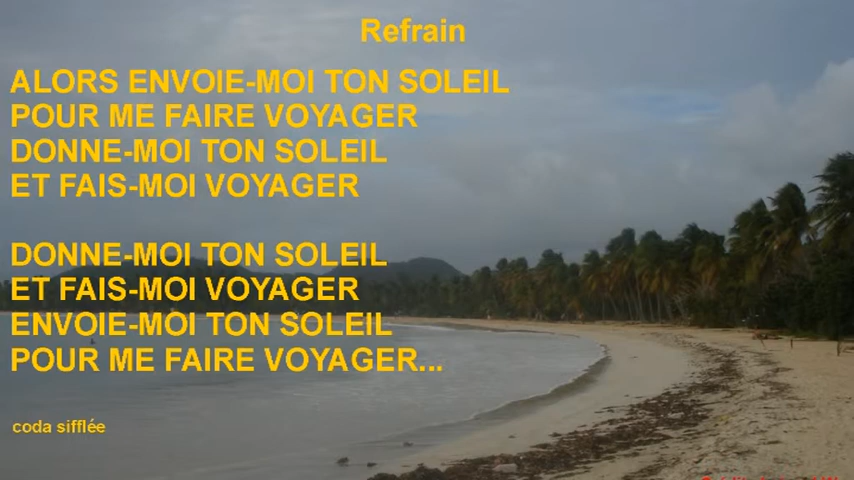 Refrain
ALORS ENVOIE-MOI TON SOLEIL
POUR ME FAIRE VOYAGER
DONNE-MOI TON SOLEIL
ET FAIS-MOI VOYAGER
DONNE-MOI TON SOLEIL
ET FAIS-MOI VOYAGER
ENVOIE-MOI TON SOLEIL
POUR ME FAIRE VOYAGER...
coda sifflée